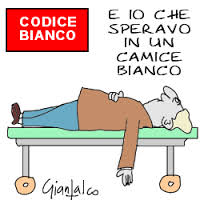 CODICE
BIANCO
E IO CHE
SPERAVO
IN UN
CAMICE
BIANCO
Gianfalco